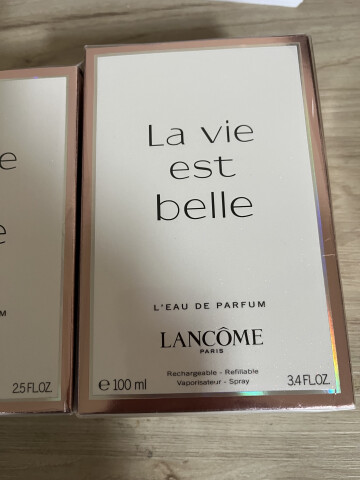 La vie
est
belle
L'EAU DE PARFUM
LANCÔME
PARIS
Rechargeable - Refillable
Vaporisateur - Spray
℮ 100 ml
3.4 FL.OZ.
e
e
M
2.5 FL.OZ.